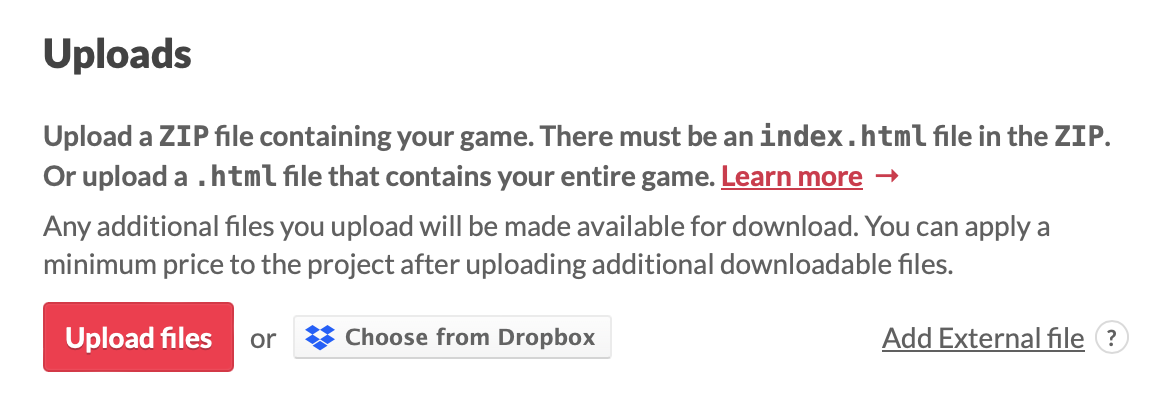 Uploads
Upload a ZIP file containing your game. There must be an index.html file in the ZIP.
Or upload a .html file that contains your entire game. Learn more →
Any additional files you upload will be made available for download. You can apply a
minimum price to the project after uploading additional downloadable files.
Upload files or Choose from Dropbox Add External file ?